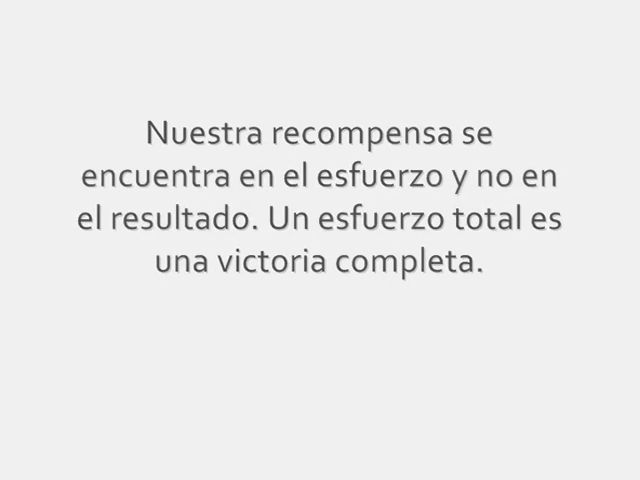 Nuestra recompensa se
encuentra en el esfuerzo y no en
el resultado. Un esfuerzo total es
una victoria completa.